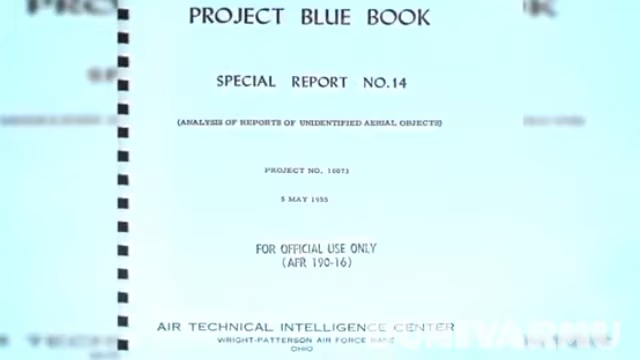 PROJECT BLUE BOOK
SPECIAL REPORT NO.14
(ANALYSIS OF REPORTS OF UNIDENTIFIED AERIAL OBJECTS)
PROJECT NO. 10073
5 MAY 1955
FOR OFFICIAL USE ONLY
(AFR 190-16)
AIR TECHNICAL INTELLIGENCE CENTER
WRIGHT-PATTERSON AIR FORCE BASE
OHIO